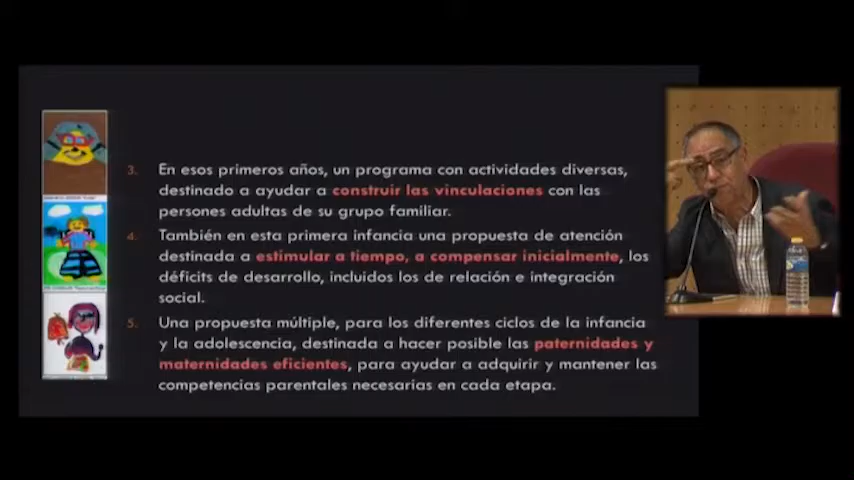 3. En esos primeros años, un programa con actividades diversas,
destinado a ayudar a construir las vinculaciones con las
persones adultas de su grupo familiar.
4. También en esta primera infancia una propuesta de atención
destinada a estimular a tiempo, a compensar inicialmente, los
déficits de desarrollo, incluidos los de relación e integración
social.
5. Una propuesta múltiple, para los diferentes ciclos de la infancia
y la adolescencia, destinada a hacer posible las paternidades y
maternidades eficientes, para ayudar a adquirir y mantener las
competencias parentales necesarias en cada etapa.